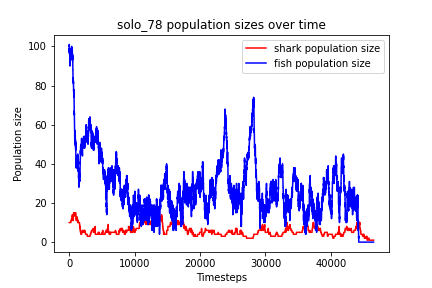 solo_78 population sizes over time
shark population size
fish population size
Population size
100
80
60
40
20
0
0
10000
20000
30000
40000
Timesteps